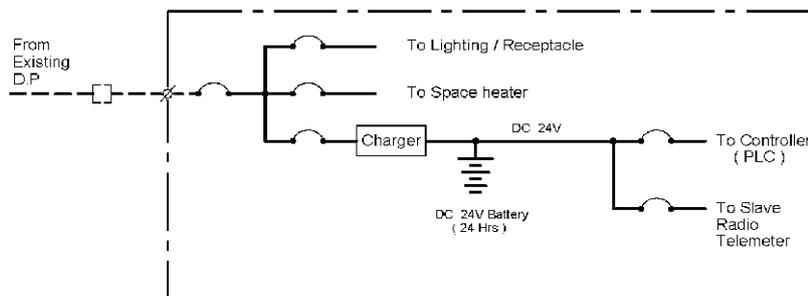 From
Existing
D.P
To Lighting / Receptacle
To Space heater
Charger
DC 24V
To Controller
( PLC )
DC 24V Battery
( 24 Hrs )
To Slave
Radio
Telemeter